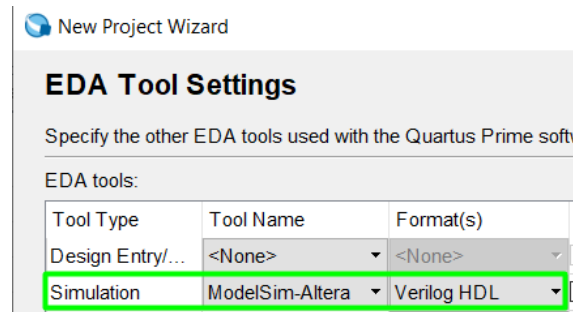 New Project Wizard
EDA Tool Settings
Specify the other EDA tools used with the Quartus Prime
EDA tools:
Tool Type Tool Name Format(s)
Design Entry/... <None> <None>
Simulation ModelSim-Altera Verilog HDL